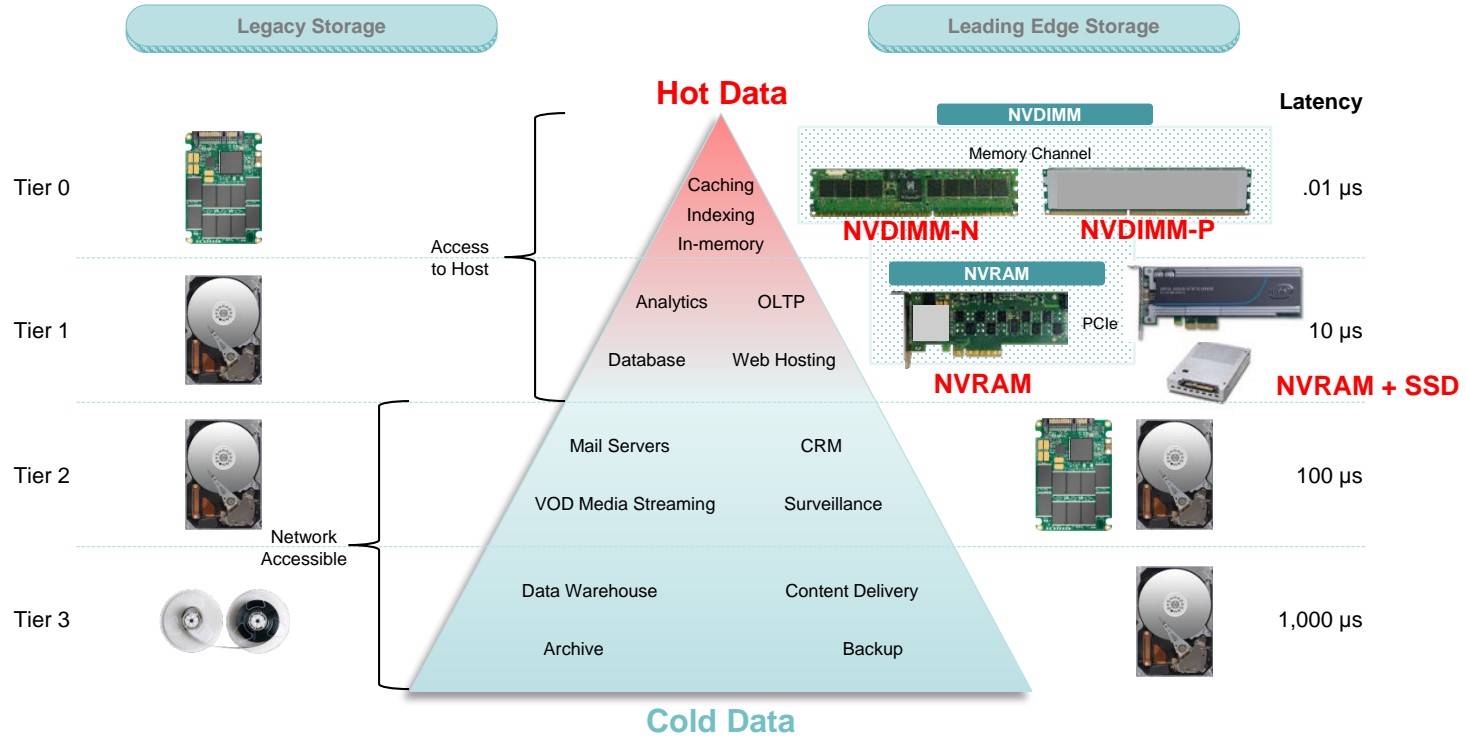 Legacy Storage
Leading Edge Storage
Hot Data
Latency
NVDIMM
Memory Channel
Tier 0
Caching
Indexing
In-memory
.01 µs
NVDIMM-N
NVDIMM-P
Access
to Host
NVRAM
Tier 1
Analytics
OLTP
PCIe
10 µs
Database
Web Hosting
NVRAM
NVRAM + SSD
Tier 2
Mail Servers
CRM
100 µs
VOD Media Streaming
Surveillance
Network
Accessible
Tier 3
Data Warehouse
Content Delivery
1,000 µs
Archive
Backup
Cold Data